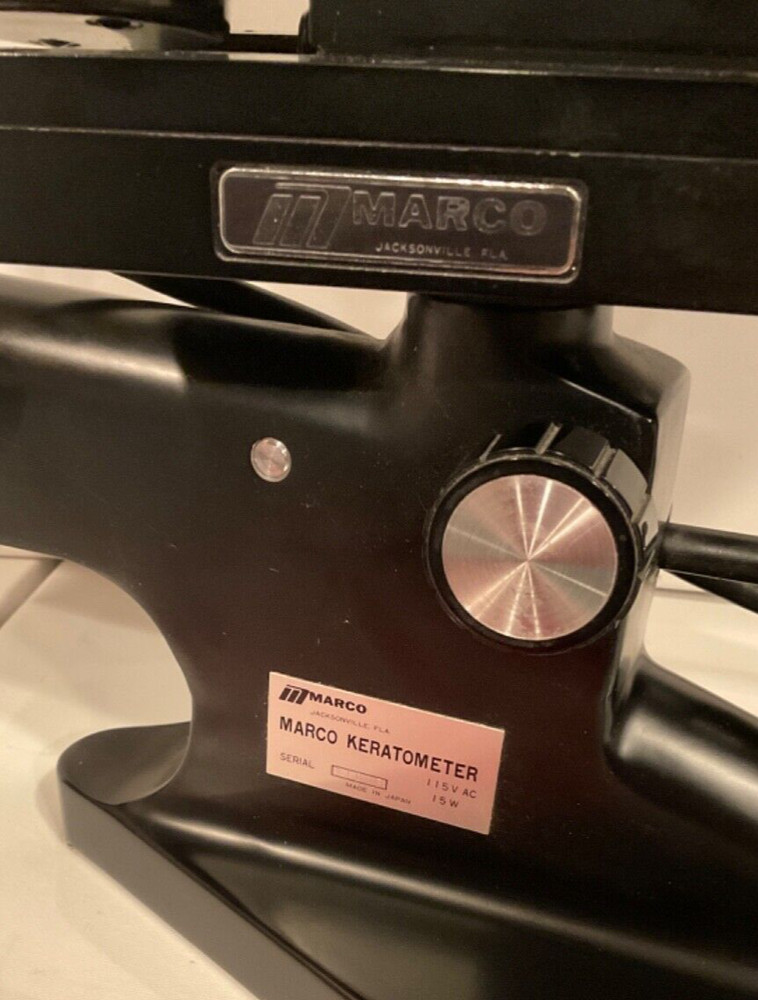 MARCO
JACKSONVILLE FLA.
MARCO
JACKSONVILLE, FLA.
MARCO KERATOMETER
SERIAL
115V AC
MADE IN JAPAN
15W